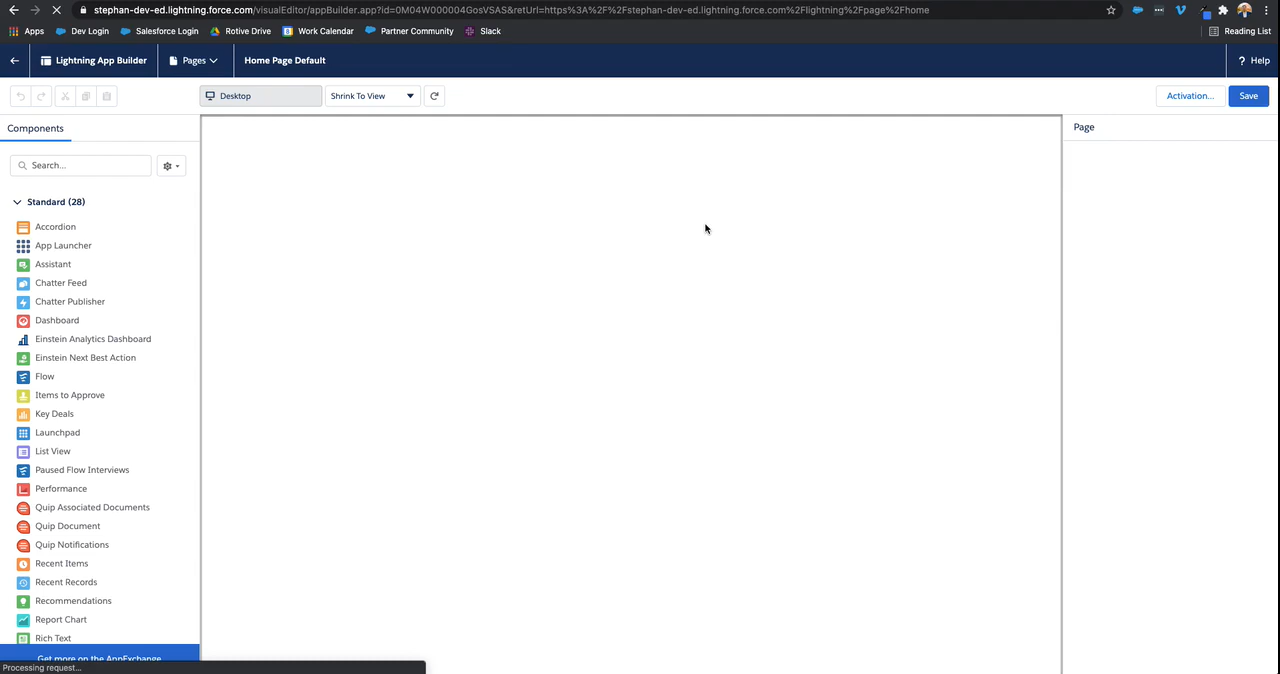 stephan-dev-ed.lightning.force.com/visualEditor/appBuilder.app?id=0M04W000004GosVSAS&retUrl=https%3A%2F%2Fstephan-dev-ed.lightning.force.com%2Flightning%2Fpage%2Fhome
Apps Dev Login Salesforce Login Rotive Drive Work Calendar Partner Community Slack Reading List
Lightning App Builder Pages Home Page Default ? Help
Desktop Shrink To View Activation... Save
Components Page
Search...
Standard (28)
Accordion
App Launcher
Assistant
Chatter Feed
Chatter Publisher
Dashboard
Einstein Analytics Dashboard
Einstein Next Best Action
Flow
Items to Approve
Key Deals
Launchpad
List View
Paused Flow Interviews
Performance
Quip Associated Documents
Quip Document
Quip Notifications
Recent Items
Recent Records
Recommendations
Report Chart
Rich Text
Get more on the AppExchange
Processing request...